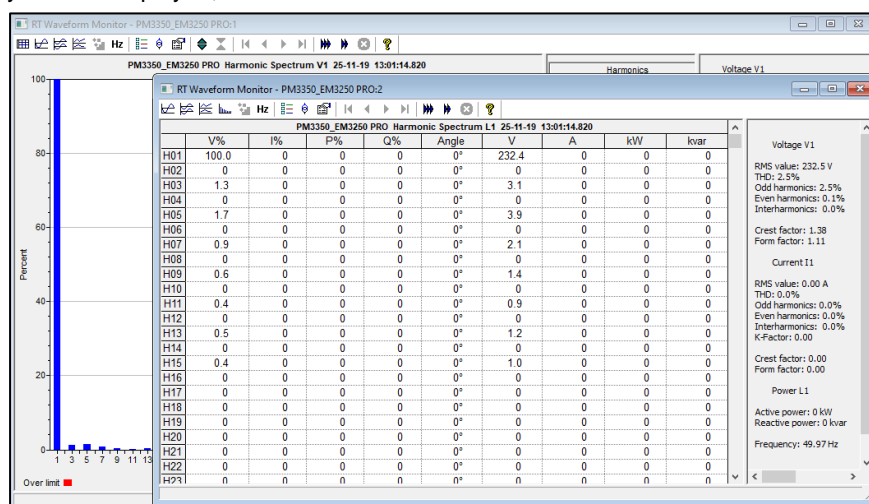 RT Waveform Monitor - PM3350_EM3250 PRO:1
Hz
PM3350_EM3250 PRO Harmonic Spectrum V1 25-11-19 13:01:14.820
Harmonics
Voltage V1
100
80
60
40
20
0
Percent
1 3 5 7 9 11 13
Over limit
RT Waveform Monitor - PM3350_EM3250 PRO:2
Hz
PM3350_EM3250 PRO Harmonic Spectrum L1 25-11-19 13:01:14.820
V% I% P% Q% Angle V A kW kvar
H01 100.0 0 0 0 0° 232.4 0 0 0
H02 0 0 0 0 0° 0 0 0 0
H03 1.3 0 0 0 0° 3.1 0 0 0
H04 0 0 0 0 0° 0 0 0 0
H05 1.7 0 0 0 0° 3.9 0 0 0
H06 0 0 0 0 0° 0 0 0 0
H07 0.9 0 0 0 0° 2.1 0 0 0
H08 0 0 0 0 0° 0 0 0 0
H09 0.6 0 0 0 0° 1.4 0 0 0
H10 0 0 0 0 0° 0 0 0 0
H11 0.4 0 0 0 0° 0.9 0 0 0
H12 0 0 0 0 0° 0 0 0 0
H13 0.5 0 0 0 0° 1.2 0 0 0
H14 0 0 0 0 0° 0 0 0 0
H15 0.4 0 0 0 0° 1.0 0 0 0
H16 0 0 0 0 0° 0 0 0 0
H17 0 0 0 0 0° 0 0 0 0
H18 0 0 0 0 0° 0 0 0 0
H19 0 0 0 0 0° 0 0 0 0
H20 0 0 0 0 0° 0 0 0 0
H21 0 0 0 0 0° 0 0 0 0
H22 0 0 0 0 0° 0 0 0 0
H23 0 0 0 0 0° 0 0 0 0
Voltage V1
RMS value: 232.5 V
THD: 2.5%
Odd harmonics: 2.5%
Even harmonics: 0.1%
Interharmonics: 0.0%
Crest factor: 1.38
Form factor: 1.11
Current I1
RMS value: 0.00 A
THD: 0.0%
Odd harmonics: 0.0%
Even harmonics: 0.0%
Interharmonics: 0.0%
K-Factor: 0.00
Crest factor: 0.00
Form factor: 0.00
Power L1
Active power: 0 kW
Reactive power: 0 kvar
Frequency: 49.97 Hz